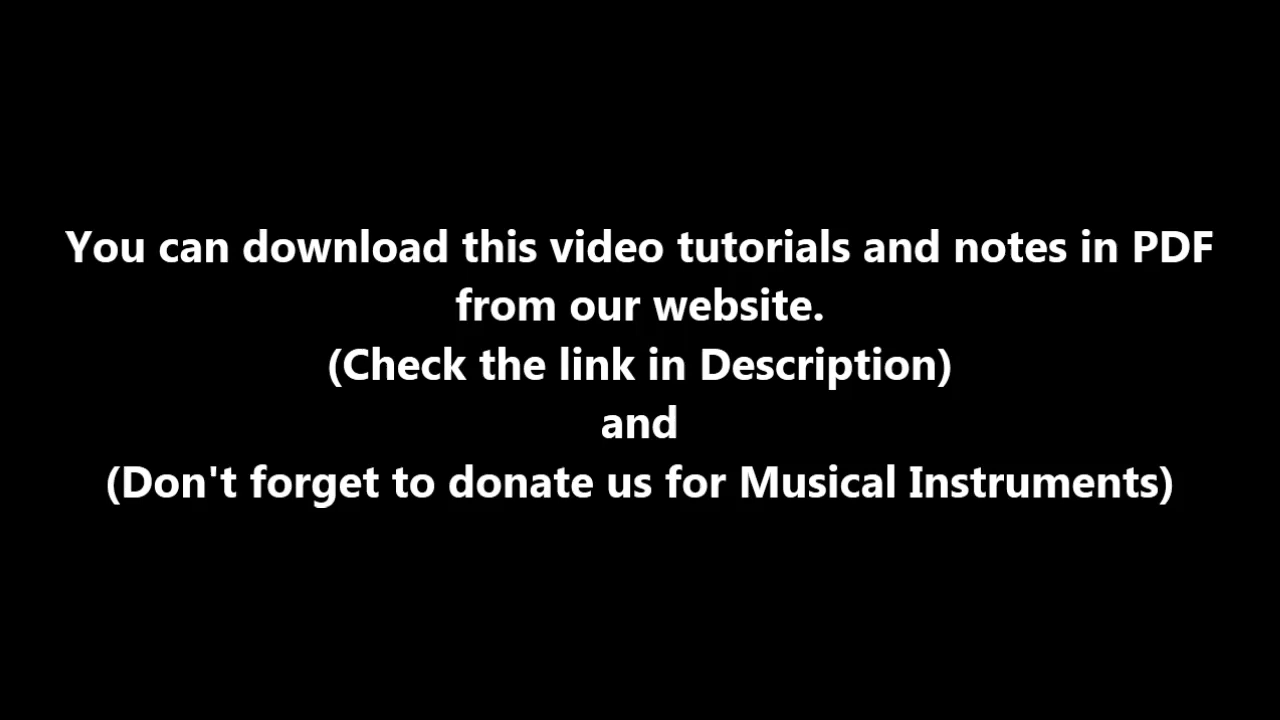 You can download this video tutorials and notes in PDF
from our website.
(Check the link in Description)
and
(Don't forget to donate us for Musical Instruments)